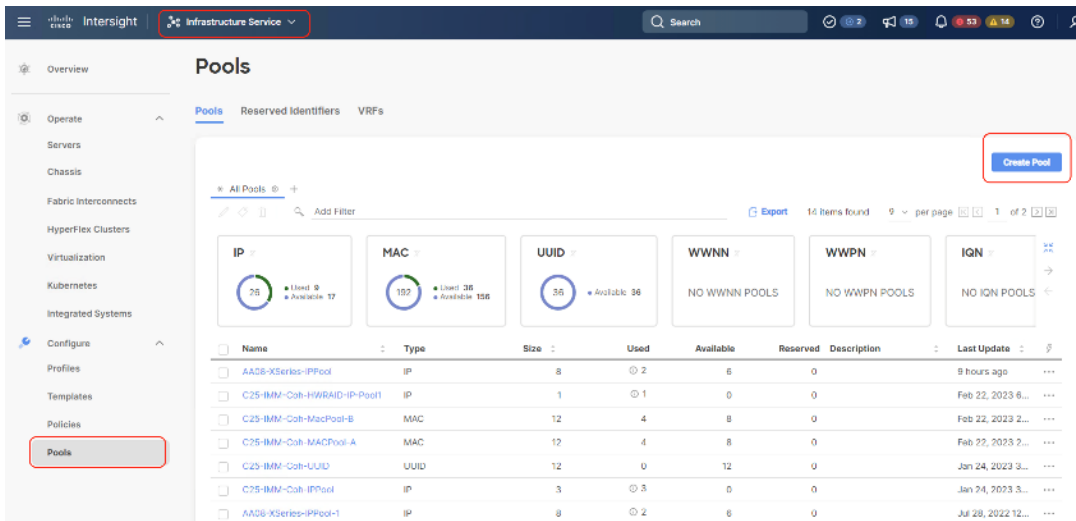 cisco Intersight Infrastructure Service Search 2 15 53 14
Overview
Operate
Servers
Chassis
Fabric Interconnects
HyperFlex Clusters
Virtualization
Kubernetes
Integrated Systems
Configure
Profiles
Templates
Policies
Pools
Pools
Pools Reserved Identifiers VRFs
Create Pool
All Pools
Add Filter Export 14 items found 9 per page 1 of 2
IP MAC UUID WWNN WWPN IQN
26 Used 9 Available 17 192 Used 36 Available 156 36 Available 36 NO WWNN POOLS NO WWPN POOLS NO IQN POOLS
Name Type Size Used Available Reserved Description Last Update
AA08-XSeries-IPPool IP 8 2 6 0 9 hours ago ...
C25-IMM-Coh-HWRAID-IP-Pool1 IP 1 1 0 0 Feb 22, 2023 6... ...
C25-IMM-Coh-MacPool-B MAC 12 4 8 0 Feb 22, 2023 2... ...
C25-IMM-Coh-MACPool-A MAC 12 4 8 0 Feb 22, 2023 2... ...
C25-IMM-Coh-UUID UUID 12 0 12 0 Jan 24, 2023 3... ...
C25-IMM-Coh-IPPool IP 3 3 0 0 Jan 24, 2023 3... ...
AA08-XSeries-IPPool-1 IP 8 2 6 0 Jul 28, 2022 12... ...